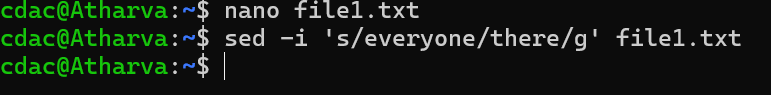 cdac@Atharva:~$ nano file1.txt
cdac@Atharva:~$ sed -i 's/everyone/there/g' file1.txt
cdac@Atharva:~$